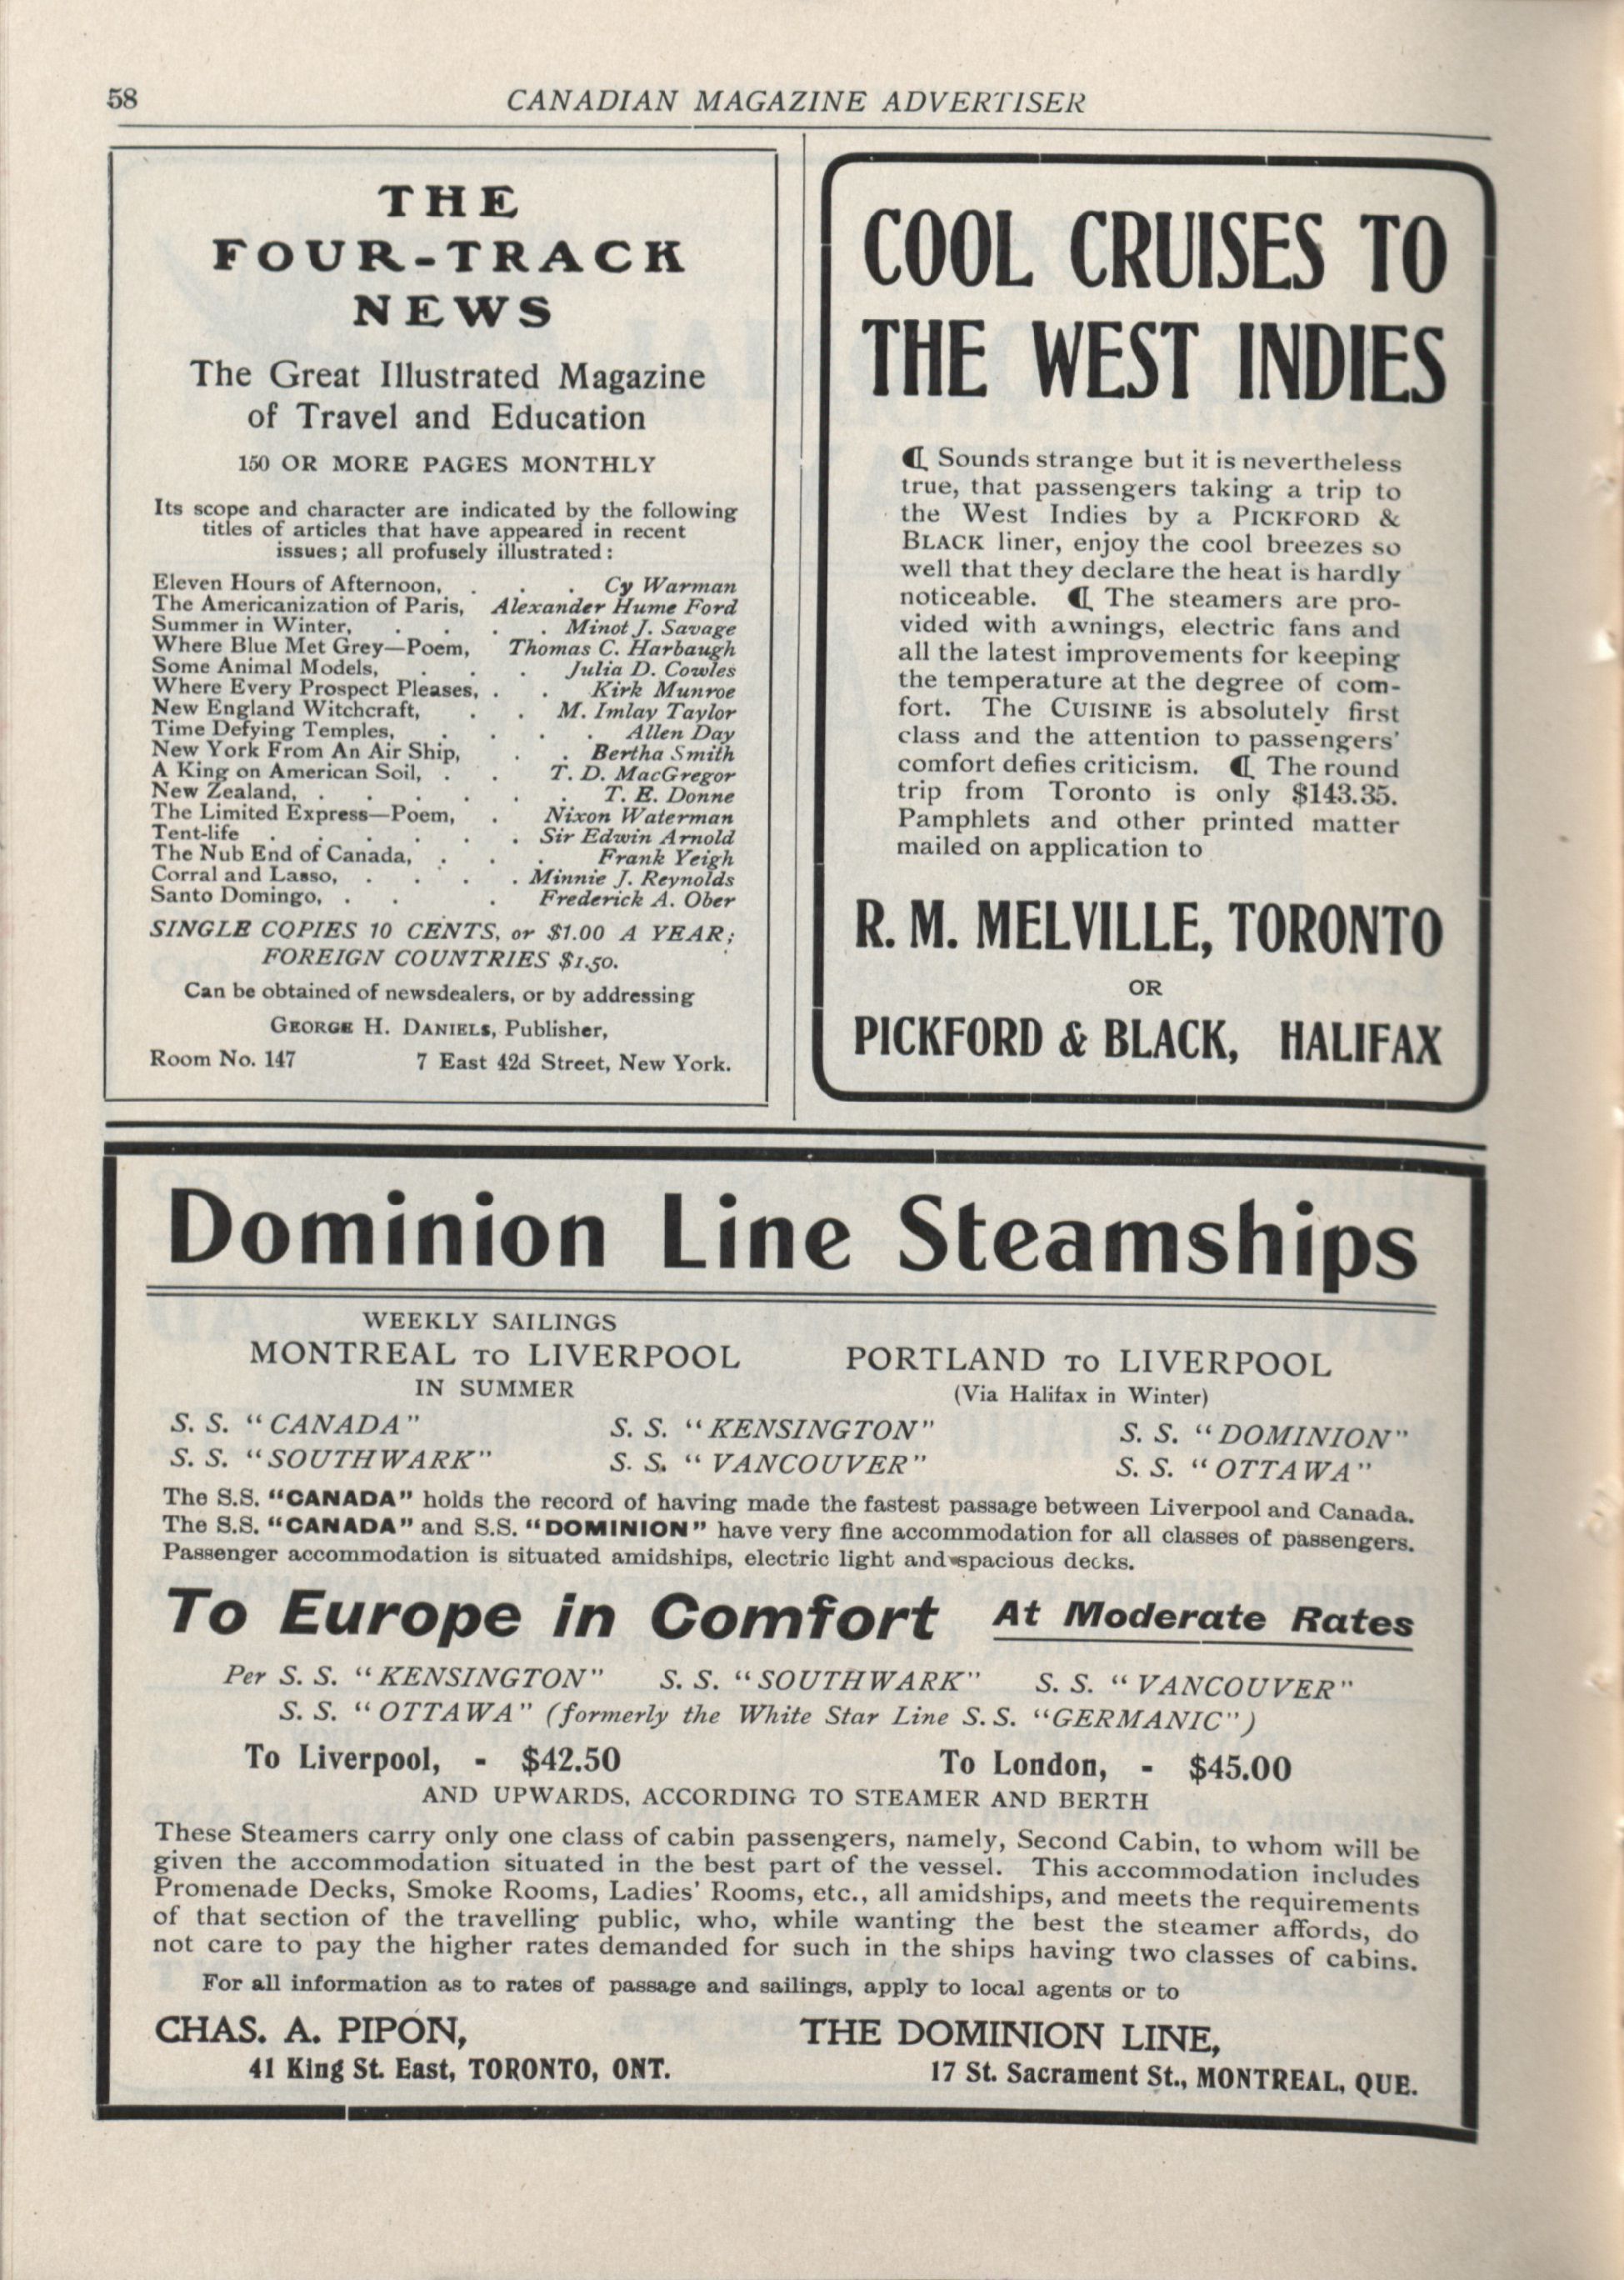 58
CANADIAN MAGAZINE ADVERTISER
THE
FOUR-TRACK
NEWS
The Great Illustrated Magazine
of Travel and Education
150 OR MORE PAGES MONTHLY
Its scope and character are indicated by the following
titles of articles that have appeared in recent
issues; all profusely illustrated:
Eleven Hours of Afternoon, . . . Cy Warman
The Americanization of Paris, Alexander Hume Ford
Summer in Winter, . . . . Minot J. Savage
Where Blue Met Grey—Poem, Thomas C. Harbaugh
Some Animal Models, . . . Julia D. Cowles
Where Every Prospect Pleases, . . Kirk Munroe
New England Witchcraft, . . M. Imlay Taylor
Time Defying Temples, . . . . Allen Day
New York From An Air Ship, . . Bertha Smith
A King on American Soil, . . T. D. MacGregor
New Zealand, . . . . . . T. E. Donne
The Limited Express—Poem, . Nixon Waterman
Tent-life . . . . . . Sir Edwin Arnold
The Nub End of Canada, . . . Frank Yeigh
Corral and Lasso, . . . . Minnie J. Reynolds
Santo Domingo, . . . Frederick A. Ober
SINGLE COPIES 10 CENTS, or $1.00 A YEAR;
FOREIGN COUNTRIES $1.50.
Can be obtained of newsdealers, or by addressing
GEORGE H. DANIELS, Publisher,
Room No. 147 7 East 42d Street, New York.
COOL CRUISES TO
THE WEST INDIES
¶ Sounds strange but it is nevertheless
true, that passengers taking a trip to
the West Indies by a PICKFORD &
BLACK liner, enjoy the cool breezes so
well that they declare the heat is hardly
noticeable. ¶ The steamers are pro-
vided with awnings, electric fans and
all the latest improvements for keeping
the temperature at the degree of com-
fort. The CUISINE is absolutely first
class and the attention to passengers'
comfort defies criticism. ¶ The round
trip from Toronto is only $143.35.
Pamphlets and other printed matter
mailed on application to
R. M. MELVILLE, TORONTO
OR
PICKFORD & BLACK, HALIFAX
Dominion Line Steamships
WEEKLY SAILINGS
MONTREAL TO LIVERPOOL
IN SUMMER
PORTLAND TO LIVERPOOL
(Via Halifax in Winter)
S. S. "CANADA" S. S. "KENSINGTON" S. S. "DOMINION"
S. S. "SOUTHWARK" S. S. "VANCOUVER" S. S. "OTTAWA"
The S.S. "CANADA" holds the record of having made the fastest passage between Liverpool and Canada.
The S.S. "CANADA" and S.S. "DOMINION" have very fine accommodation for all classes of passengers.
Passenger accommodation is situated amidships, electric light and spacious decks.
To Europe in Comfort At Moderate Rates
Per S. S. "KENSINGTON" S. S. "SOUTHWARK" S. S. "VANCOUVER"
S. S. "OTTAWA" (formerly the White Star Line S. S. "GERMANIC")
To Liverpool, - $42.50 To London, - $45.00
AND UPWARDS, ACCORDING TO STEAMER AND BERTH
These Steamers carry only one class of cabin passengers, namely, Second Cabin, to whom will be
given the accommodation situated in the best part of the vessel. This accommodation includes
Promenade Decks, Smoke Rooms, Ladies' Rooms, etc., all amidships, and meets the requirements
of that section of the travelling public, who, while wanting the best the steamer affords, do
not care to pay the higher rates demanded for such in the ships having two classes of cabins.
For all information as to rates of passage and sailings, apply to local agents or to
CHAS. A. PIPON,
41 King St. East, TORONTO, ONT.
THE DOMINION LINE,
17 St. Sacrament St., MONTREAL, QUE.